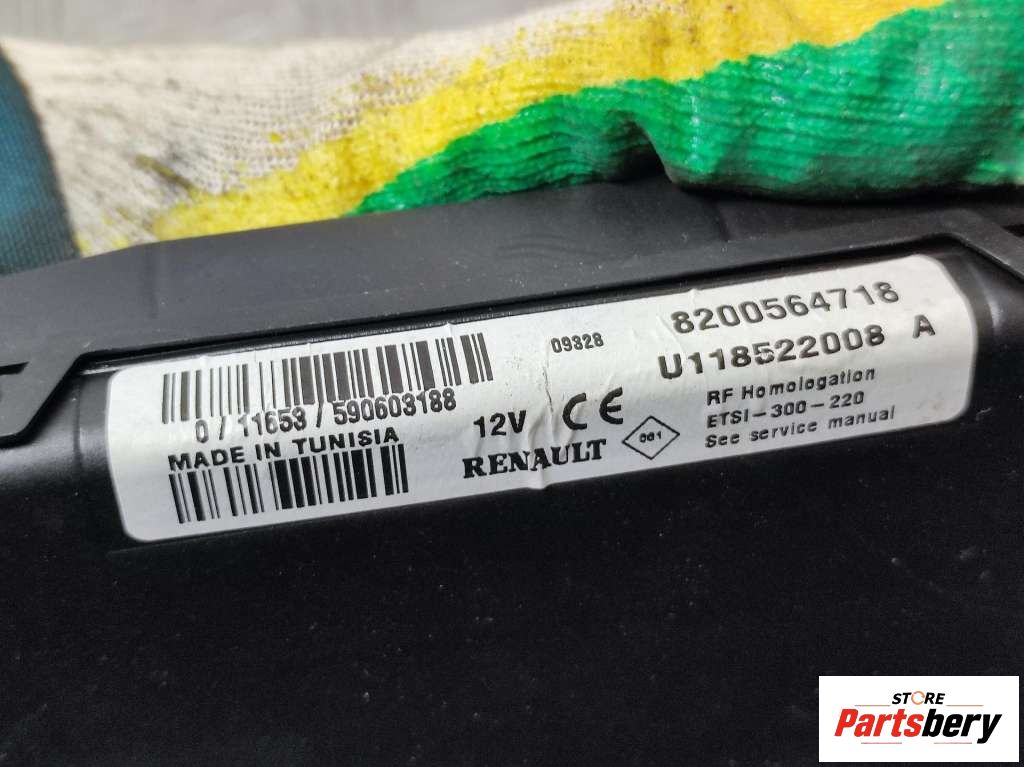 09328
8200564718
U118522008 A
0 / 11653 / 590603188
MADE IN TUNISIA
12V CE
RENAULT
001
RF Homologation
ETSI-300-220
See service manual
STORE
Partsbery